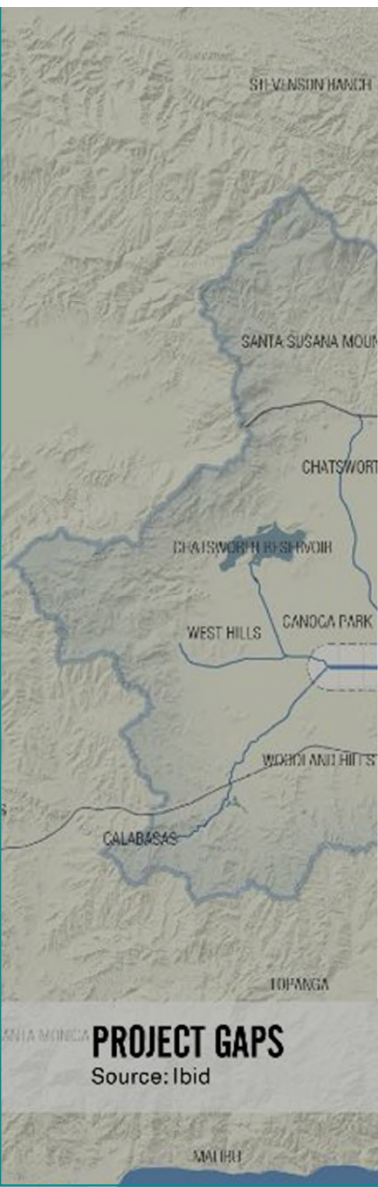 STEVENSON RANCH
SANTA SUSANA MOUN
CHATSWORT
CHATSWORTH RESERVOIR
CANOGA PARK
WEST HILLS
WOODLAND HILLS
S
CALABASAS
TOPANGA
ANTA MONICA
PROJECT GAPS
Source: Ibid
MALIBU